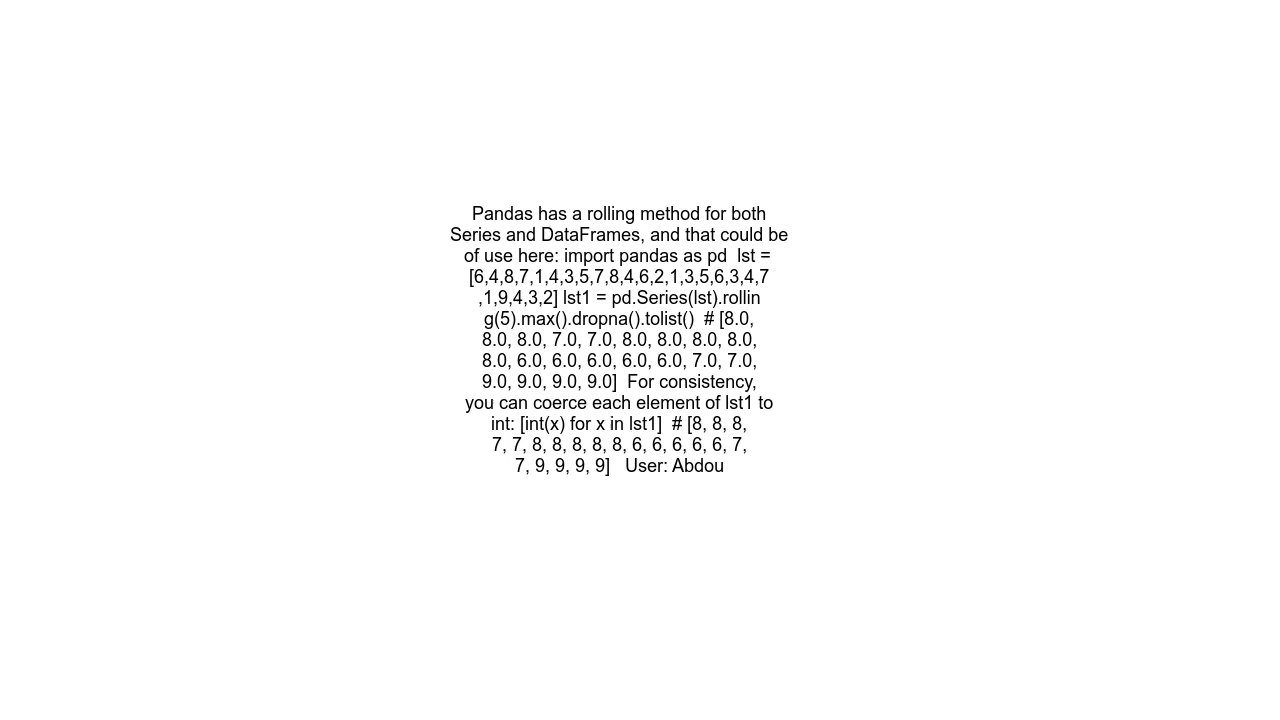 Pandas has a rolling method for both
Series and DataFrames, and that could be
of use here: import pandas as pd  lst =
[6,4,8,7,1,4,3,5,7,8,4,6,2,1,3,5,6,3,4,7
,1,9,4,3,2] lst1 = pd.Series(lst).rollin
g(5).max().dropna().tolist()  # [8.0,
8.0, 8.0, 7.0, 7.0, 8.0, 8.0, 8.0, 8.0,
8.0, 6.0, 6.0, 6.0, 6.0, 6.0, 7.0, 7.0,
9.0, 9.0, 9.0, 9.0]  For consistency,
you can coerce each element of lst1 to
int: [int(x) for x in lst1]  # [8, 8, 8,
7, 7, 8, 8, 8, 8, 8, 6, 6, 6, 6, 6, 7,
7, 9, 9, 9, 9]   User: Abdou